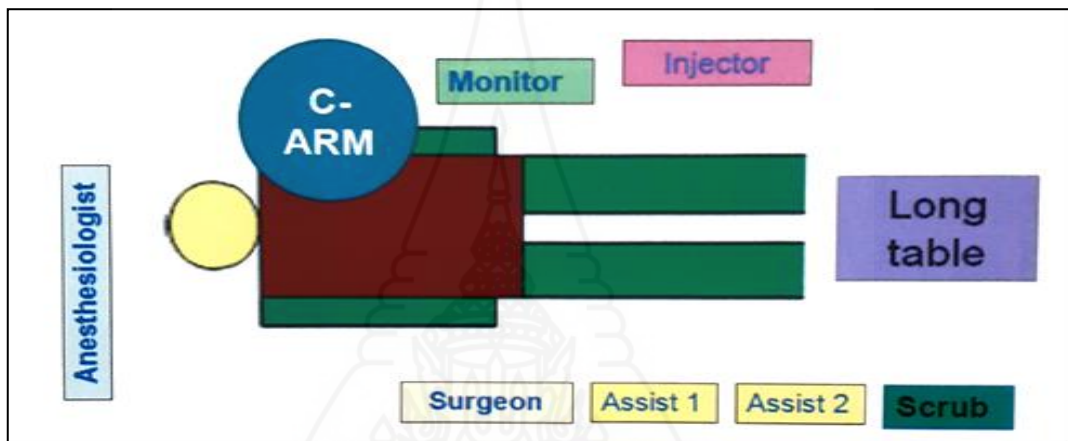 C-
ARM
Monitor
Injector
Anesthesiologist
Long
table
Surgeon
Assist 1
Assist 2
Scrub